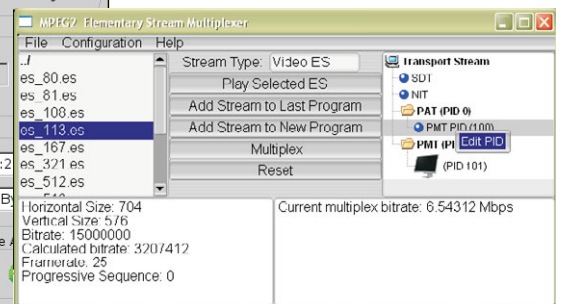 MPEG2 Elementary Stream Multiplexer
File Configuration Help
../
es_80.es
es_81.es
es_108.es
es_113.es
es_167.es
es_321.es
es_512.es
Stream Type: Video ES
Play Selected ES
Add Stream to Last Program
Add Stream to New Program
Multiplex
Reset
Transport Stream
SDT
NIT
PAT (PID 0)
PMT PID (100)
Edit PID
PMT (PI
(PID 101)
Horizontal Size: 704
Vertical Size: 576
Bitrate: 15000000
Calculated bitrate: 3207412
Framerate: 25
Progressive Sequence: 0
Current multiplex bitrate: 6.54312 Mbps